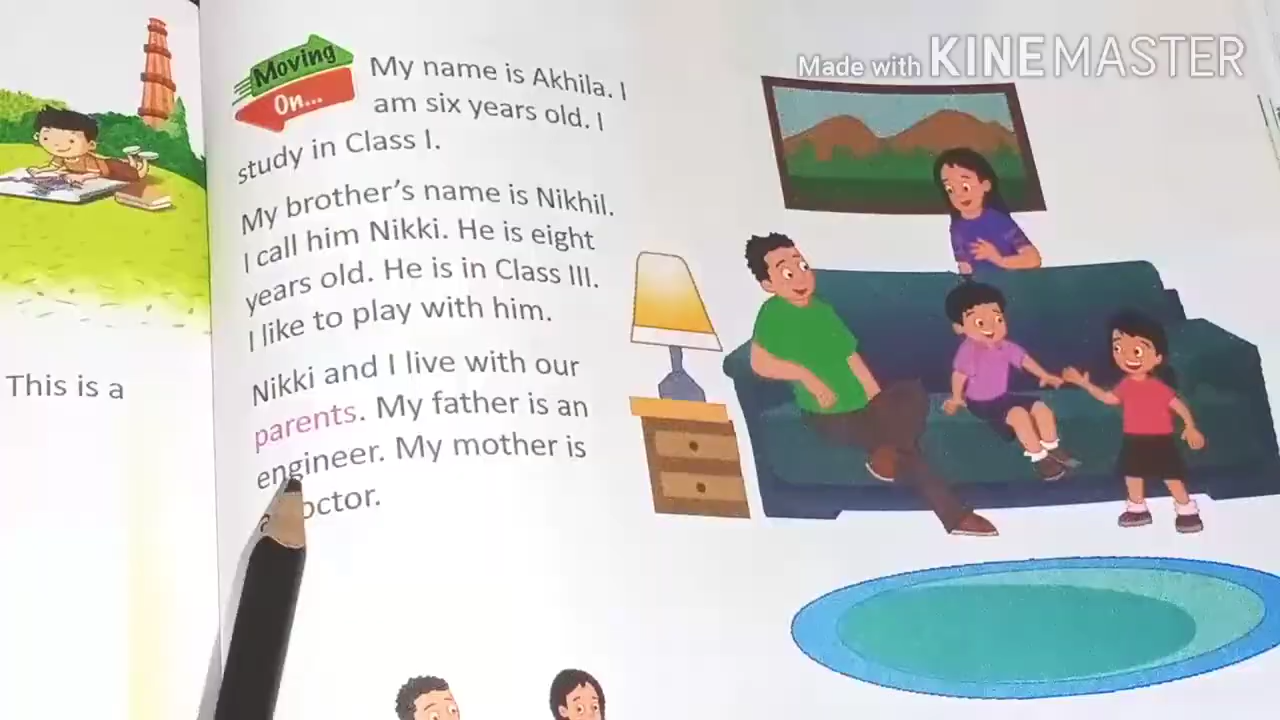 Made with KINEMASTER
Moving
On...
My name is Akhila. I
am six years old. I
study in Class I.
My brother's name is Nikhil.
I call him Nikki. He is eight
years old. He is in Class III.
I like to play with him.
Nikki and I live with our
parents. My father is an
engineer. My mother is
This is a